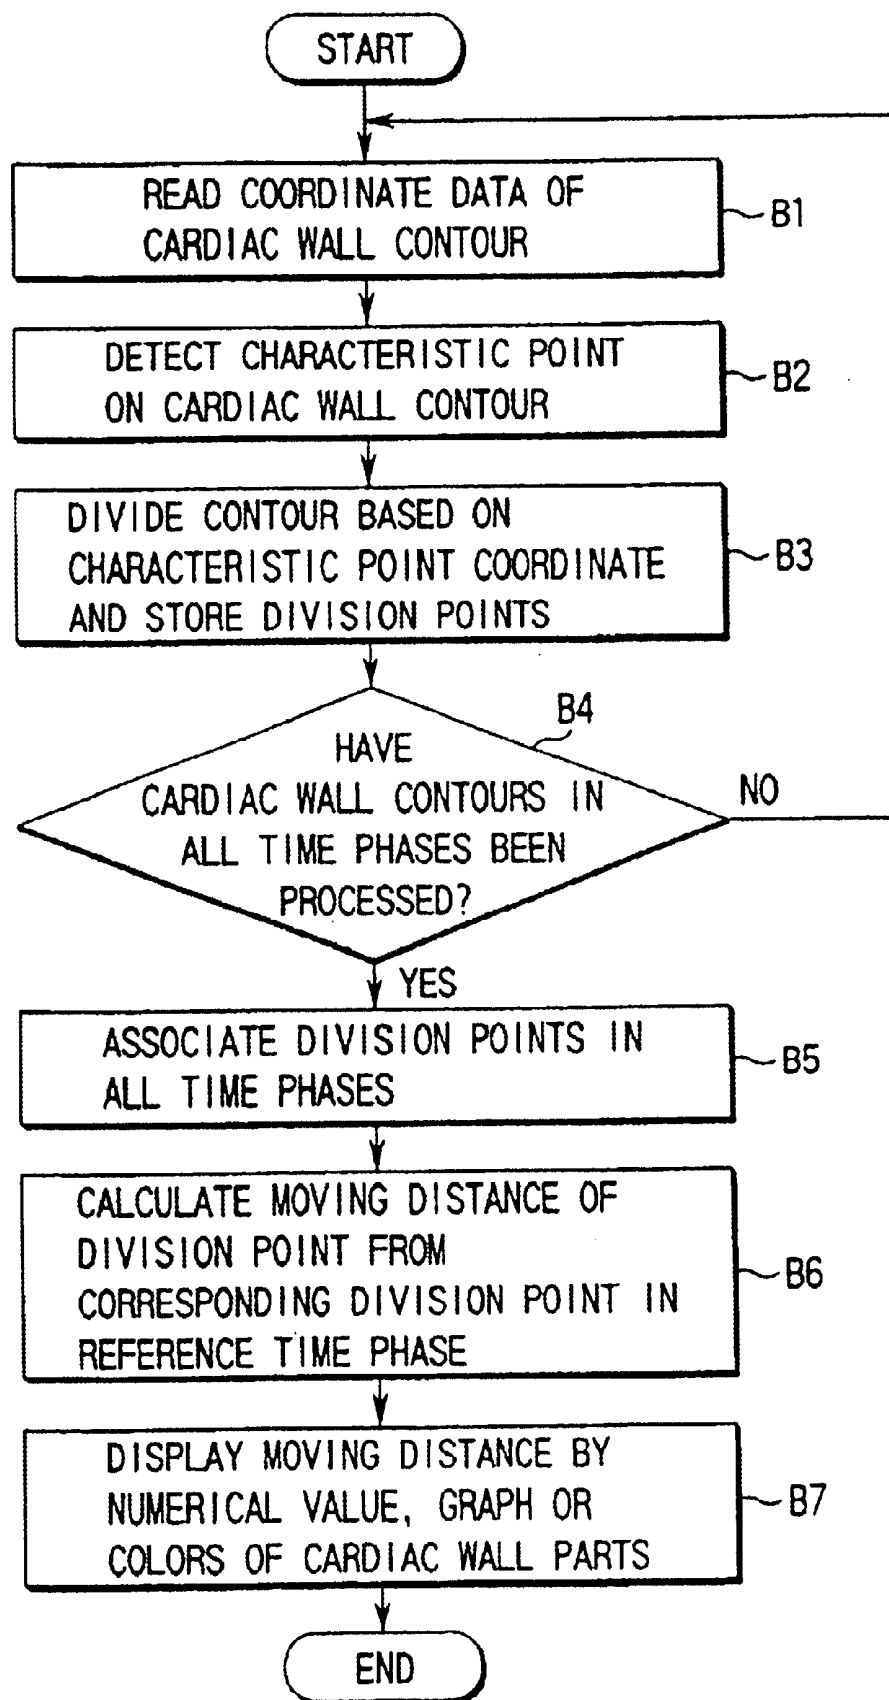 START
READ COORDINATE DATA OF
CARDIAC WALL CONTOUR
B1
DETECT CHARACTERISTIC POINT
ON CARDIAC WALL CONTOUR
B2
DIVIDE CONTOUR BASED ON
CHARACTERISTIC POINT COORDINATE
AND STORE DIVISION POINTS
B3
B4
HAVE
CARDIAC WALL CONTOURS IN
ALL TIME PHASES BEEN
PROCESSED?
NO
YES
ASSOCIATE DIVISION POINTS IN
ALL TIME PHASES
B5
CALCULATE MOVING DISTANCE OF
DIVISION POINT FROM
CORRESPONDING DIVISION POINT IN
REFERENCE TIME PHASE
B6
DISPLAY MOVING DISTANCE BY
NUMERICAL VALUE, GRAPH OR
COLORS OF CARDIAC WALL PARTS
B7
END